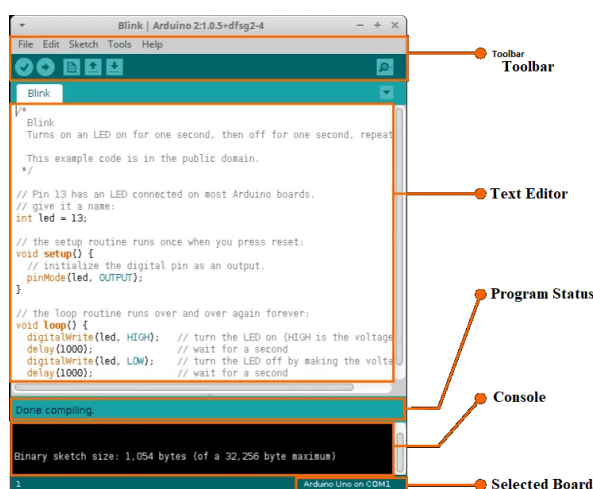 Blink | Arduino 2:1.0.5+dfsg2-4
File Edit Sketch Tools Help
Toolbar
Toolbar
Blink
/*
  Blink
  Turns on an LED on for one second, then off for one second, repeat

  This example code is in the public domain.
 */

// Pin 13 has an LED connected on most Arduino boards.
// give it a name:
int led = 13;

// the setup routine runs once when you press reset:
void setup() {
  // initialize the digital pin as an output.
  pinMode(led, OUTPUT);
}

// the loop routine runs over and over again forever:
void loop() {
  digitalWrite(led, HIGH);   // turn the LED on (HIGH is the voltage
  delay(1000);               // wait for a second
  digitalWrite(led, LOW);    // turn the LED off by making the volta
  delay(1000);               // wait for a second
Text Editor
Program Status
Done compiling.
Console
Binary sketch size: 1,054 bytes (of a 32,256 byte maximum)
1
Arduino Uno on COM1
Selected Board